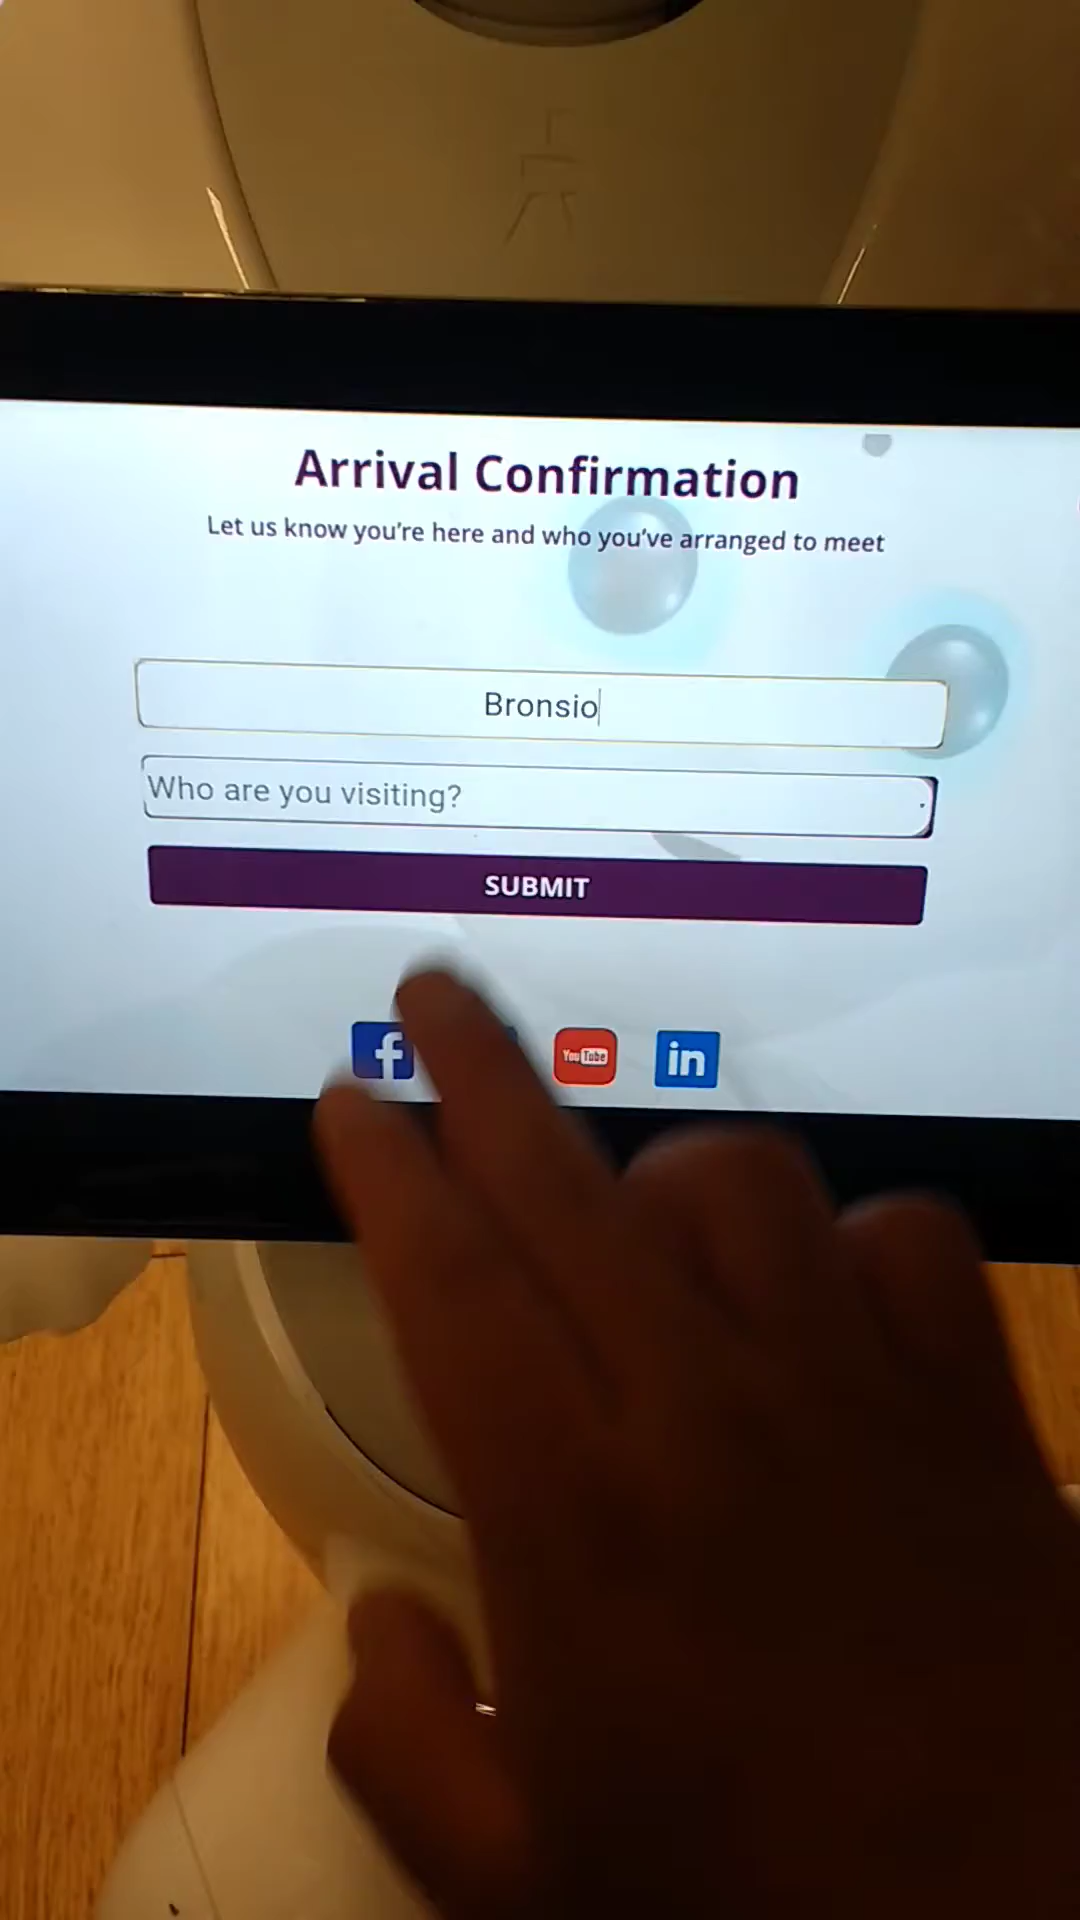 Arrival Confirmation
Let us know you're here and who you've arranged to meet
Bronsio
Who are you visiting?
SUBMIT
f
You Tube
in